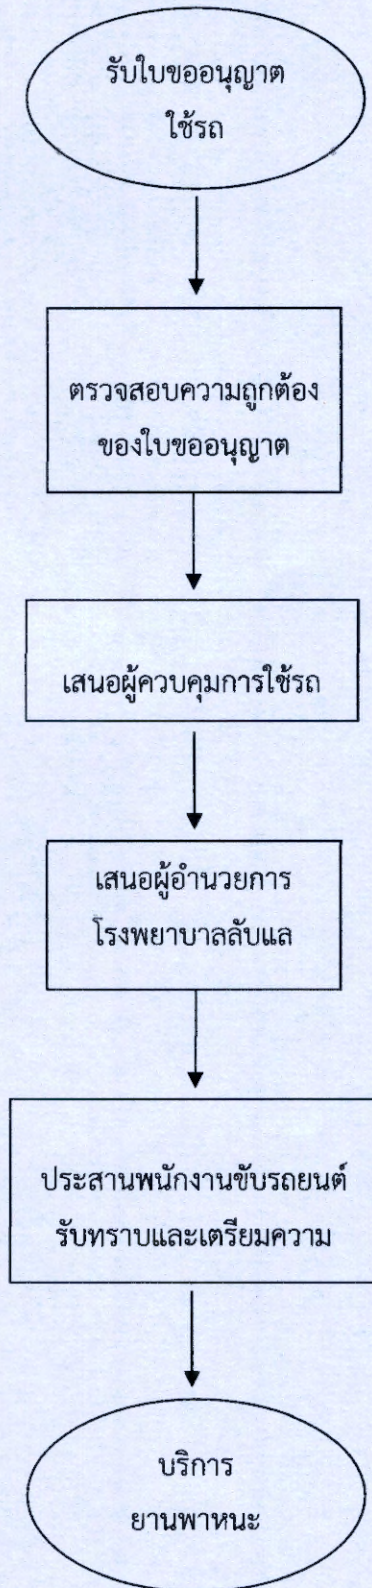 รับใบขออนุญาต
ใช้รถ
ตรวจสอบความถูกต้อง
ของใบขออนุญาต
เสนอผู้ควบคุมการใช้รถ
เสนอผู้อำนวยการ
โรงพยาบาลลับแล
ประสานพนักงานขับรถยนต์
รับทราบและเตรียมความ
บริการ
ยานพาหนะ